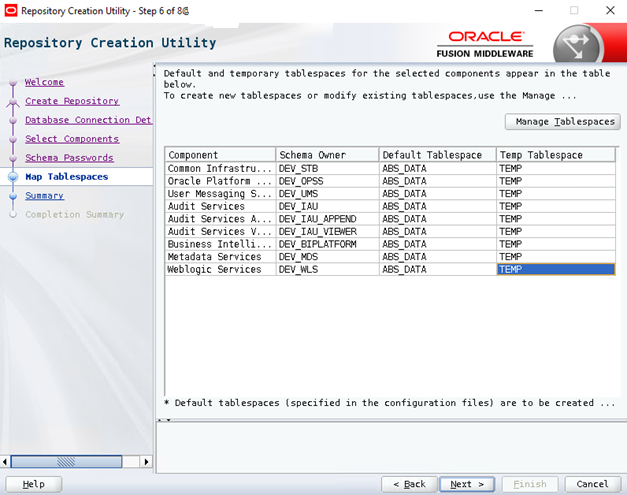 Repository Creation Utility - Step 6 of 8
Repository Creation Utility
ORACLE
FUSION MIDDLEWARE
Welcome
Create Repository
Database Connection Det
Select Components
Schema Passwords
Map Tablespaces
Summary
Completion Summary
Default and temporary tablespaces for the selected components appear in the table
below.
To create new tablespaces or modify existing tablespaces,use the Manage ...
Manage Tablespaces
Component Schema Owner Default Tablespace Temp Tablespace
Common Infrastru... DEV_STB ABS_DATA TEMP
Oracle Platform ... DEV_OPSS ABS_DATA TEMP
User Messaging S... DEV_UMS ABS_DATA TEMP
Audit Services DEV_IAU ABS_DATA TEMP
Audit Services A... DEV_IAU_APPEND ABS_DATA TEMP
Audit Services V... DEV_IAU_VIEWER ABS_DATA TEMP
Business Intelli... DEV_BIPLATFORM ABS_DATA TEMP
Metadata Services DEV_MDS ABS_DATA TEMP
Weblogic Services DEV_WLS ABS_DATA TEMP
* Default tablespaces (specified in the configuration files) are to be created ...
Help
< Back Next > Finish Cancel